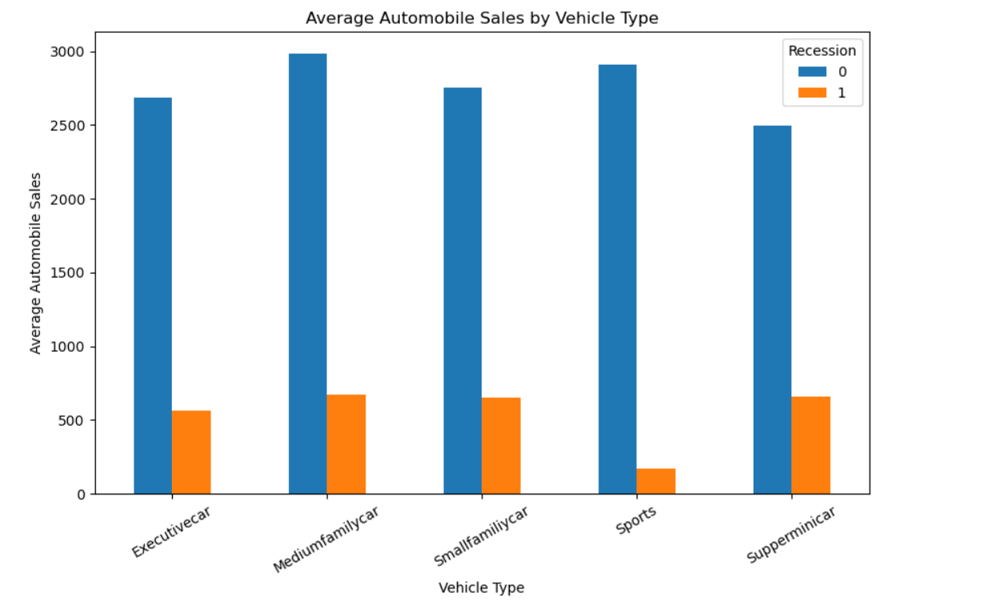 Average Automobile Sales by Vehicle Type
Recession
0
1
3000
2500
2000
1500
1000
500
0
Average Automobile Sales
Executivecar
Mediumfamilycar
Smallfamiliycar
Sports
Supperminicar
Vehicle Type